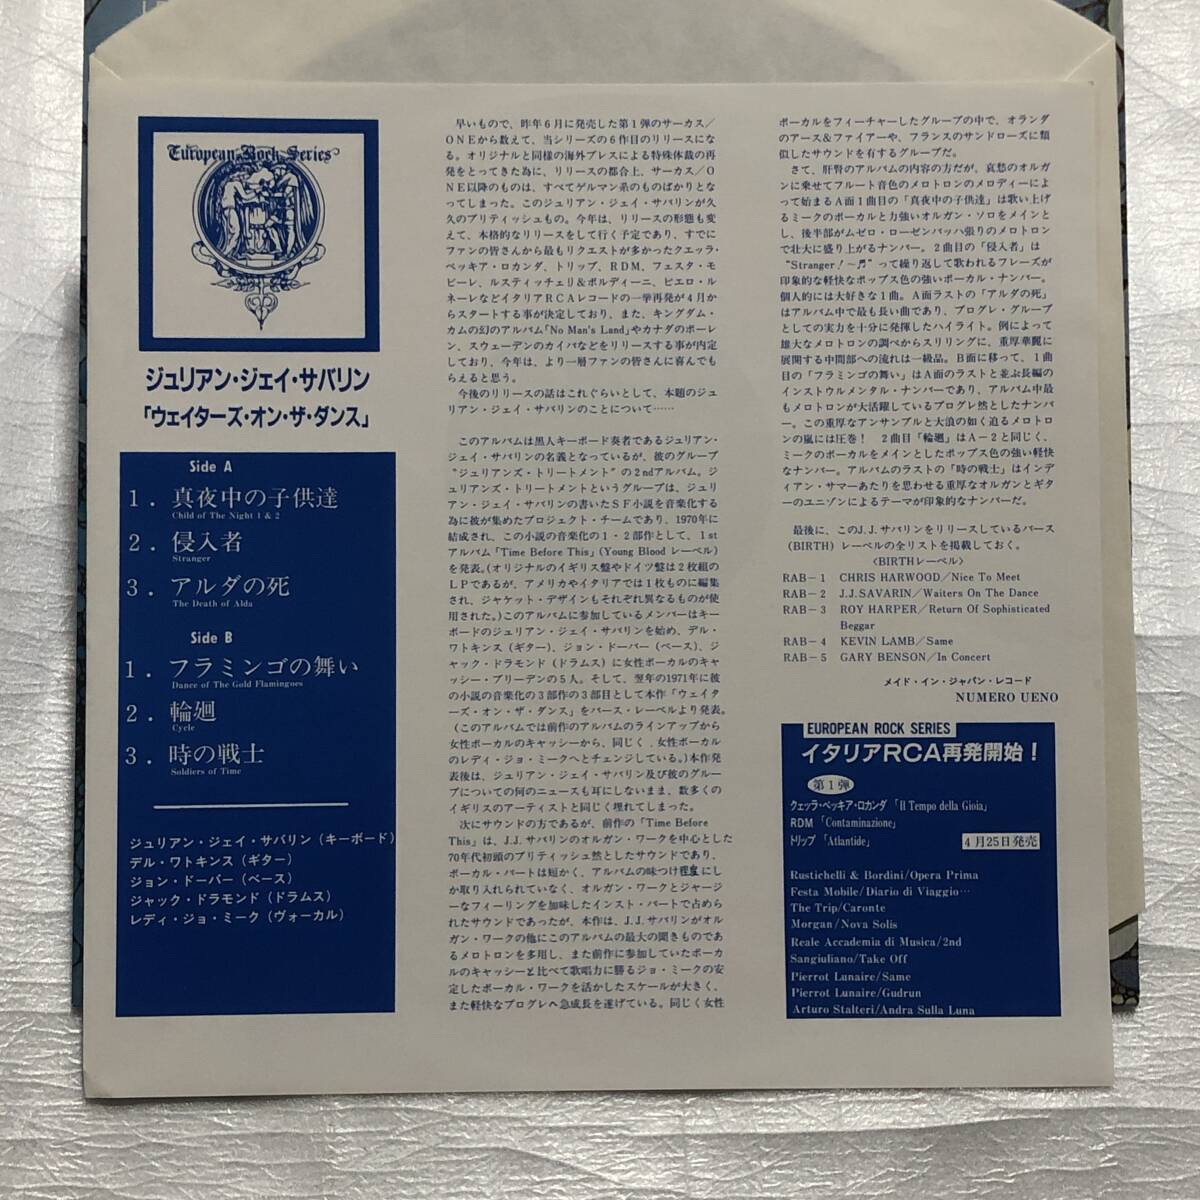 European Rock Series
ジュリアン・ジェイ・サバリン
「ウェイターズ・オン・ザ・ダンス」
Side A
1. 真夜中の子供達
Child of The Night 1 & 2
2. 侵入者
Stranger
3. アルダの死
The Death of Alda
Side B
1. フラミンゴの舞い
Dance of The Gold Flamingoes
2. 輪廻
Cycle
3. 時の戦士
Soldiers of Time
ジュリアン・ジェイ・サバリン（キーボード）
デル・ワトキンス（ギター）
ジョン・ドーバー（ベース）
ジャック・ドラモンド（ドラムス）
レディ・ジョ・ミーク（ヴォーカル）
早いもので、昨年6月に発売した第1弾のサーカス／
ONEから数えて、当シリーズの6作目のリリースにな
る。オリジナルと同様の海外プレスによる特殊体裁の再
発をとってきた為に、リリースの都合上、サーカス／O
NE以降のものは、すべてゲルマン系のものばかりとな
ってしまった。このジュリアン・ジェイ・サバリンが久
久のブリティッシュもの。今年は、リリースの形態も変
えて、本格的なリリースをして行く予定であり、すでに
ファンの皆さんから最もリクエストが多かったクエッラ・
ベッキア・ロカンダ、トリップ、RDM、フェスタ・モ
ビーレ、ルスティッチェリ&ボルディーニ、ピエロ・ル
ネーレなどイタリアRCAレコードの一挙再発が4月か
らスタートする事が決定しており、また、キングダム・
カムの幻のアルバム「No Man's Land」やカナダのポーレ
ン、スウェーデンのカイパなどをリリースする事が内定
しており、今年は、より一層ファンの皆さんに喜んでも
らえると思う。
今後のリリースの話はこれぐらいとして、本題のジュ
リアン・ジェイ・サバリンのことについて……
このアルバムは黒人キーボード奏者であるジュリアン・
ジェイ・サバリンの名義となっているが、彼のグループ
“ジュリアンズ・トリートメント”の2ndアルバム。ジ
ュリアンズ・トリートメントというグループは、ジュリ
アン・ジェイ・サバリンの書いたSF小説を音楽化する
為に彼が集めたプロジェクト・チームであり、1970年に
結成され、この小説の音楽化の1・2部作として、1st
アルバム「Time Before This」(Young Blood レーベル)
を発表。(オリジナルのイギリス盤やドイツ盤は2枚組の
LPであるが、アメリカやイタリアでは1枚ものに編集
され、ジャケット・デザインもそれぞれ異なるものが使
用された。)このアルバムに参加しているメンバーはキー
ボードのジュリアン・ジェイ・サバリンを始め、デル・
ワトキンス（ギター）、ジョン・ドーバー（ベース）、ジ
ャック・ドラモンド（ドラムス）に女性ボーカルのキャ
ッシー・ブリーデンの5人。そして、翌年の1971年に彼
の小説の音楽化の3部作の3部目として本作「ウェイタ
ーズ・オン・ザ・ダンス」をバース・レーベルより発表。
(このアルバムでは前作のアルバムのラインアップから
女性ボーカルのキャッシーから、同じく、女性ボーカル
のレディ・ジョ・ミークへとチェンジしている。)本作発
表後は、ジュリアン・ジェイ・サバリン及び彼のグルー
プについての何のニュースも耳にしないまま、数多くの
イギリスのアーティストと同じく埋れてしまった。
次にサウンドの方であるが、前作の「Time Before
This」は、J.J.サバリンのオルガン・ワークを中心とした
70年代初頭のブリティッシュ然としたサウンドであり、
ボーカル・パートは短かく、アルバムの味つけ程度にし
か取り入れられていなく、オルガン・ワークとジャージ
ーなフィーリングを加味したインスト・パートで占めら
れたサウンドであったが、本作は、J.J.サバリンがオル
ガン・ワークの他にこのアルバムの最大の聞きものであ
るメロトロンを多用し、また前作に参加していたボーカ
ルのキャッシーと比べて歌唱力に勝るジョ・ミークの安
定したボーカル・ワークを活かしたスケールが大きく、
また軽快なプログレへ急成長を遂げている。同じく女性
ボーカルをフィーチャーしたグループの中で、オランダ
のアース&ファイアーや、フランスのサンドローズに類
似したサウンドを有するグループだ。
さて、肝腎のアルバムの内容の方だが、哀愁のオルガ
ンに乗せてフルート音色のメロトロンのメロディーによ
って始まるA面1曲目の「真夜中の子供達」は歌い上げ
るミークのボーカルと力強いオルガン・ソロをメインと
し、後半部がムゼロ・ローゼンバッハ張りのメロトロン
で壮大に盛り上がるナンバー。2曲目の「侵入者」は
“Stranger！～♬”って繰り返して歌われるフレーズが
印象的な軽快なポップス色の強いボーカル・ナンバー。
個人的には大好きな1曲。A面ラストの「アルダの死」
はアルバム中で最も長い曲であり、プログレ・グループ
としての実力を十分に発揮したハイライト。例によって
雄大なメロトロンの調べからスリリングに、重厚華麗に
展開する中間部への流れは一級品。B面に移って、1曲
目の「フラミンゴの舞い」はA面のラストと並ぶ長編の
インストゥルメンタル・ナンバーであり、アルバム中最
もメロトロンが大活躍しているプログレ然としたナンバ
ー。この重厚なアンサンブルと大浪の如く迫るメロトロ
ンの嵐には圧巻！ 2曲目「輪廻」はA－2と同じく、
ミークのボーカルをメインとしたポップス色の強い軽快
なナンバー。アルバムのラストの「時の戦士」はインデ
ィアン・サマーあたりを思わせる重厚なオルガンとギタ
ーのユニゾンによるテーマが印象的なナンバーだ。
最後に、このJ.J.サバリンをリリースしているバース
(BIRTH) レーベルの全リストを掲載しておく。
〈BIRTHレーベル〉
RAB－1 CHRIS HARWOOD/Nice To Meet
RAB－2 J.J.SAVARIN/Waiters On The Dance
RAB－3 ROY HARPER/Return Of Sophisticated
Beggar
RAB－4 KEVIN LAMB/Same
RAB－5 GARY BENSON/In Concert
メイド・イン・ジャパン・レコード
NUMERO UENO
EUROPEAN ROCK SERIES
イタリアRCA再発開始！
第1弾
クェッラ・ベッキア・ロカンダ「Il Tempo della Gioia」
RDM「Contaminazione」
トリップ「Atlantide」
4月25日発売
Rustichelli & Bordini/Opera Prima
Festa Mobile/Diario di Viaggio…
The Trip/Caronte
Morgan/Nova Solis
Reale Accademia di Musica/2nd
Sangiuliano/Take Off
Pierrot Lunaire/Same
Pierrot Lunaire/Gudrun
Arturo Stalteri/Andra Sulla Luna